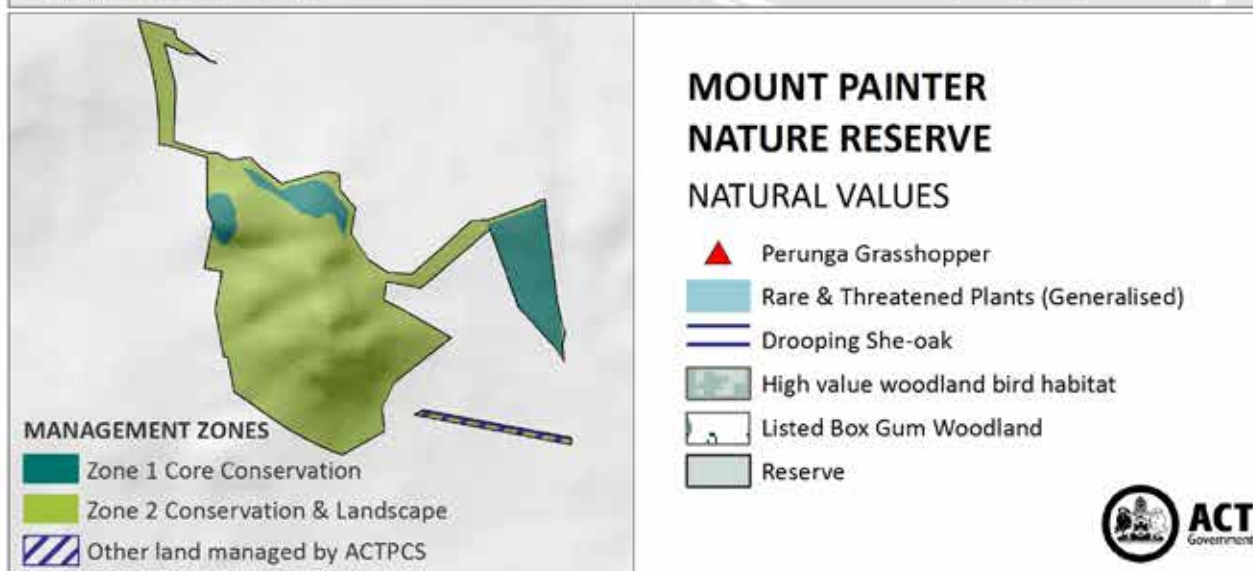 MANAGEMENT ZONES
Zone 1 Core Conservation
Zone 2 Conservation & Landscape
Other land managed by ACTPCS
MOUNT PAINTER
NATURE RESERVE
NATURAL VALUES
Perunga Grasshopper
Rare & Threatened Plants (Generalised)
Drooping She-oak
High value woodland bird habitat
Listed Box Gum Woodland
Reserve
ACT
Government